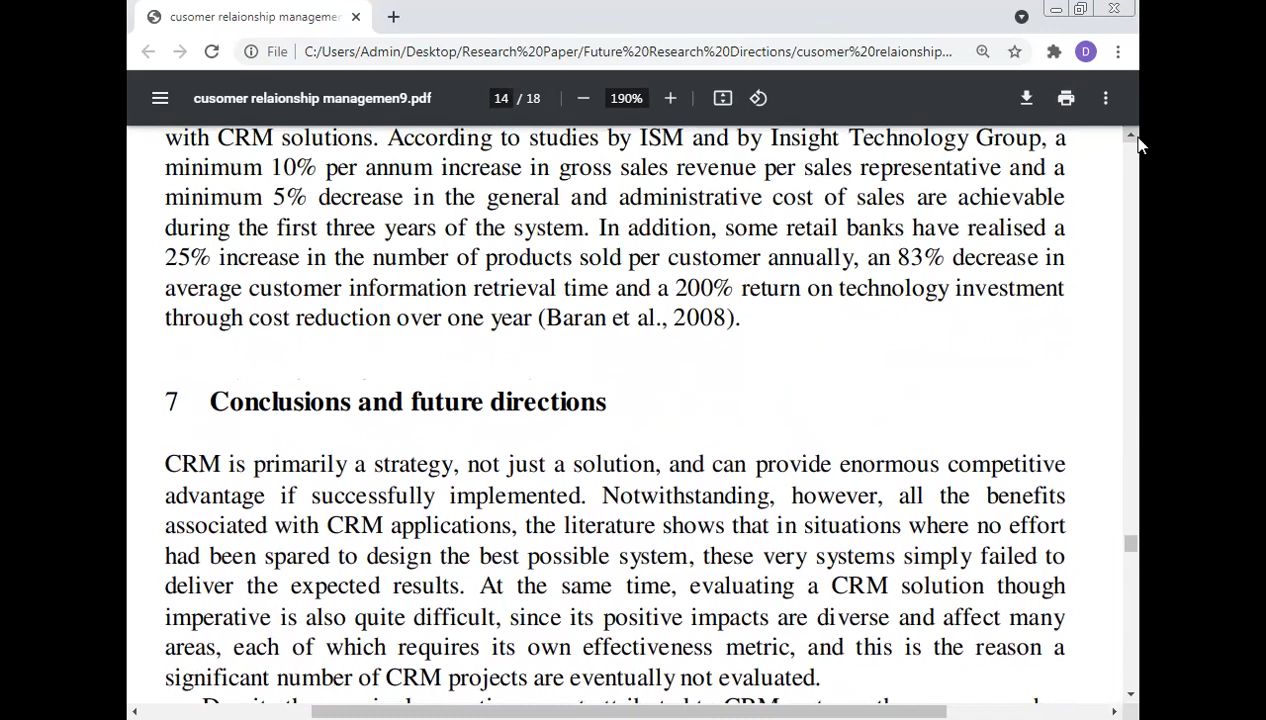 cusomer relaionship managemen
File C:/Users/Admin/Desktop/Research%20Paper/Future%20Research%20Directions/cusomer%20relaionship...
D
cusomer relaionship managemen9.pdf 14 / 18 190%
with CRM solutions. According to studies by ISM and by Insight Technology Group, a
minimum 10% per annum increase in gross sales revenue per sales representative and a
minimum 5% decrease in the general and administrative cost of sales are achievable
during the first three years of the system. In addition, some retail banks have realised a
25% increase in the number of products sold per customer annually, an 83% decrease in
average customer information retrieval time and a 200% return on technology investment
through cost reduction over one year (Baran et al., 2008).
7 Conclusions and future directions
CRM is primarily a strategy, not just a solution, and can provide enormous competitive
advantage if successfully implemented. Notwithstanding, however, all the benefits
associated with CRM applications, the literature shows that in situations where no effort
had been spared to design the best possible system, these very systems simply failed to
deliver the expected results. At the same time, evaluating a CRM solution though
imperative is also quite difficult, since its positive impacts are diverse and affect many
areas, each of which requires its own effectiveness metric, and this is the reason a
significant number of CRM projects are eventually not evaluated.